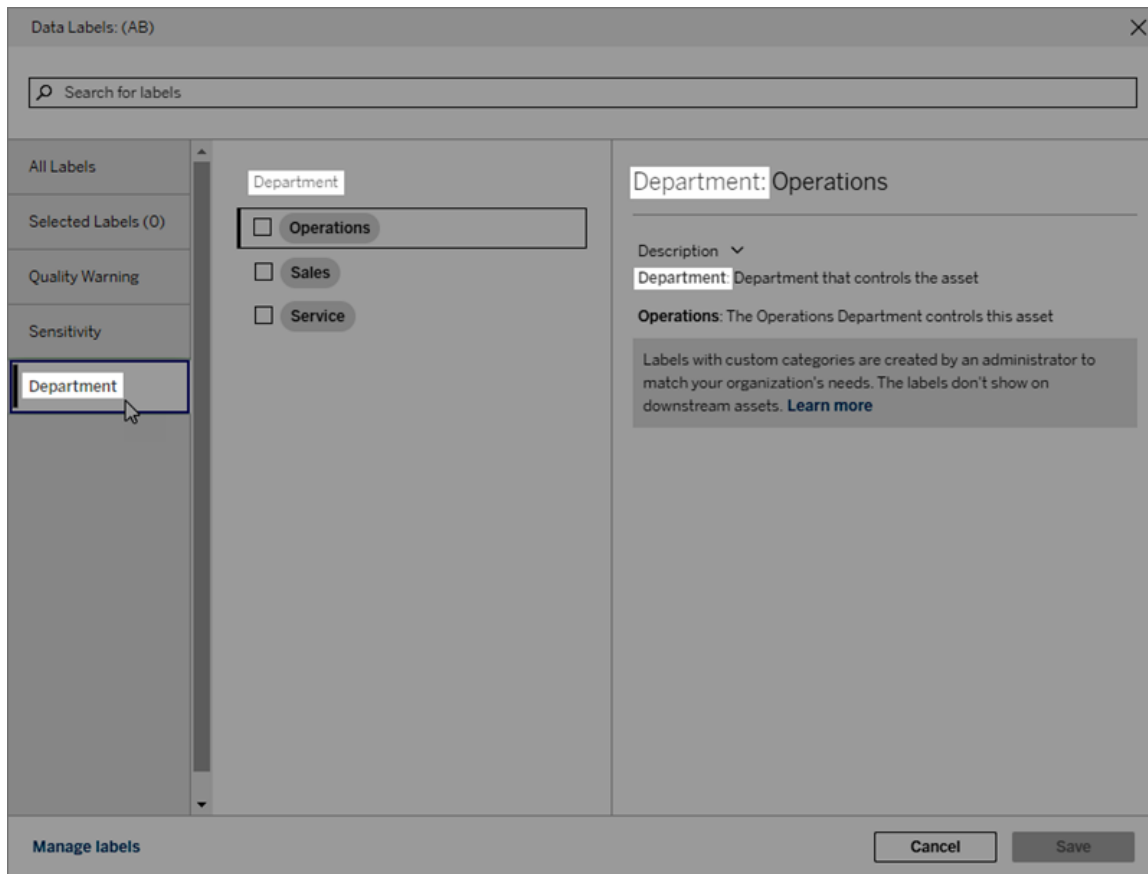 Data Labels: (AB)
Search for labels
All Labels
Selected Labels (0)
Quality Warning
Sensitivity
Department
Department
Operations
Sales
Service
Department: Operations
Description
Department: Department that controls the asset
Operations: The Operations Department controls this asset
Labels with custom categories are created by an administrator to
match your organization's needs. The labels don't show on
downstream assets. Learn more
Manage labels
Cancel
Save